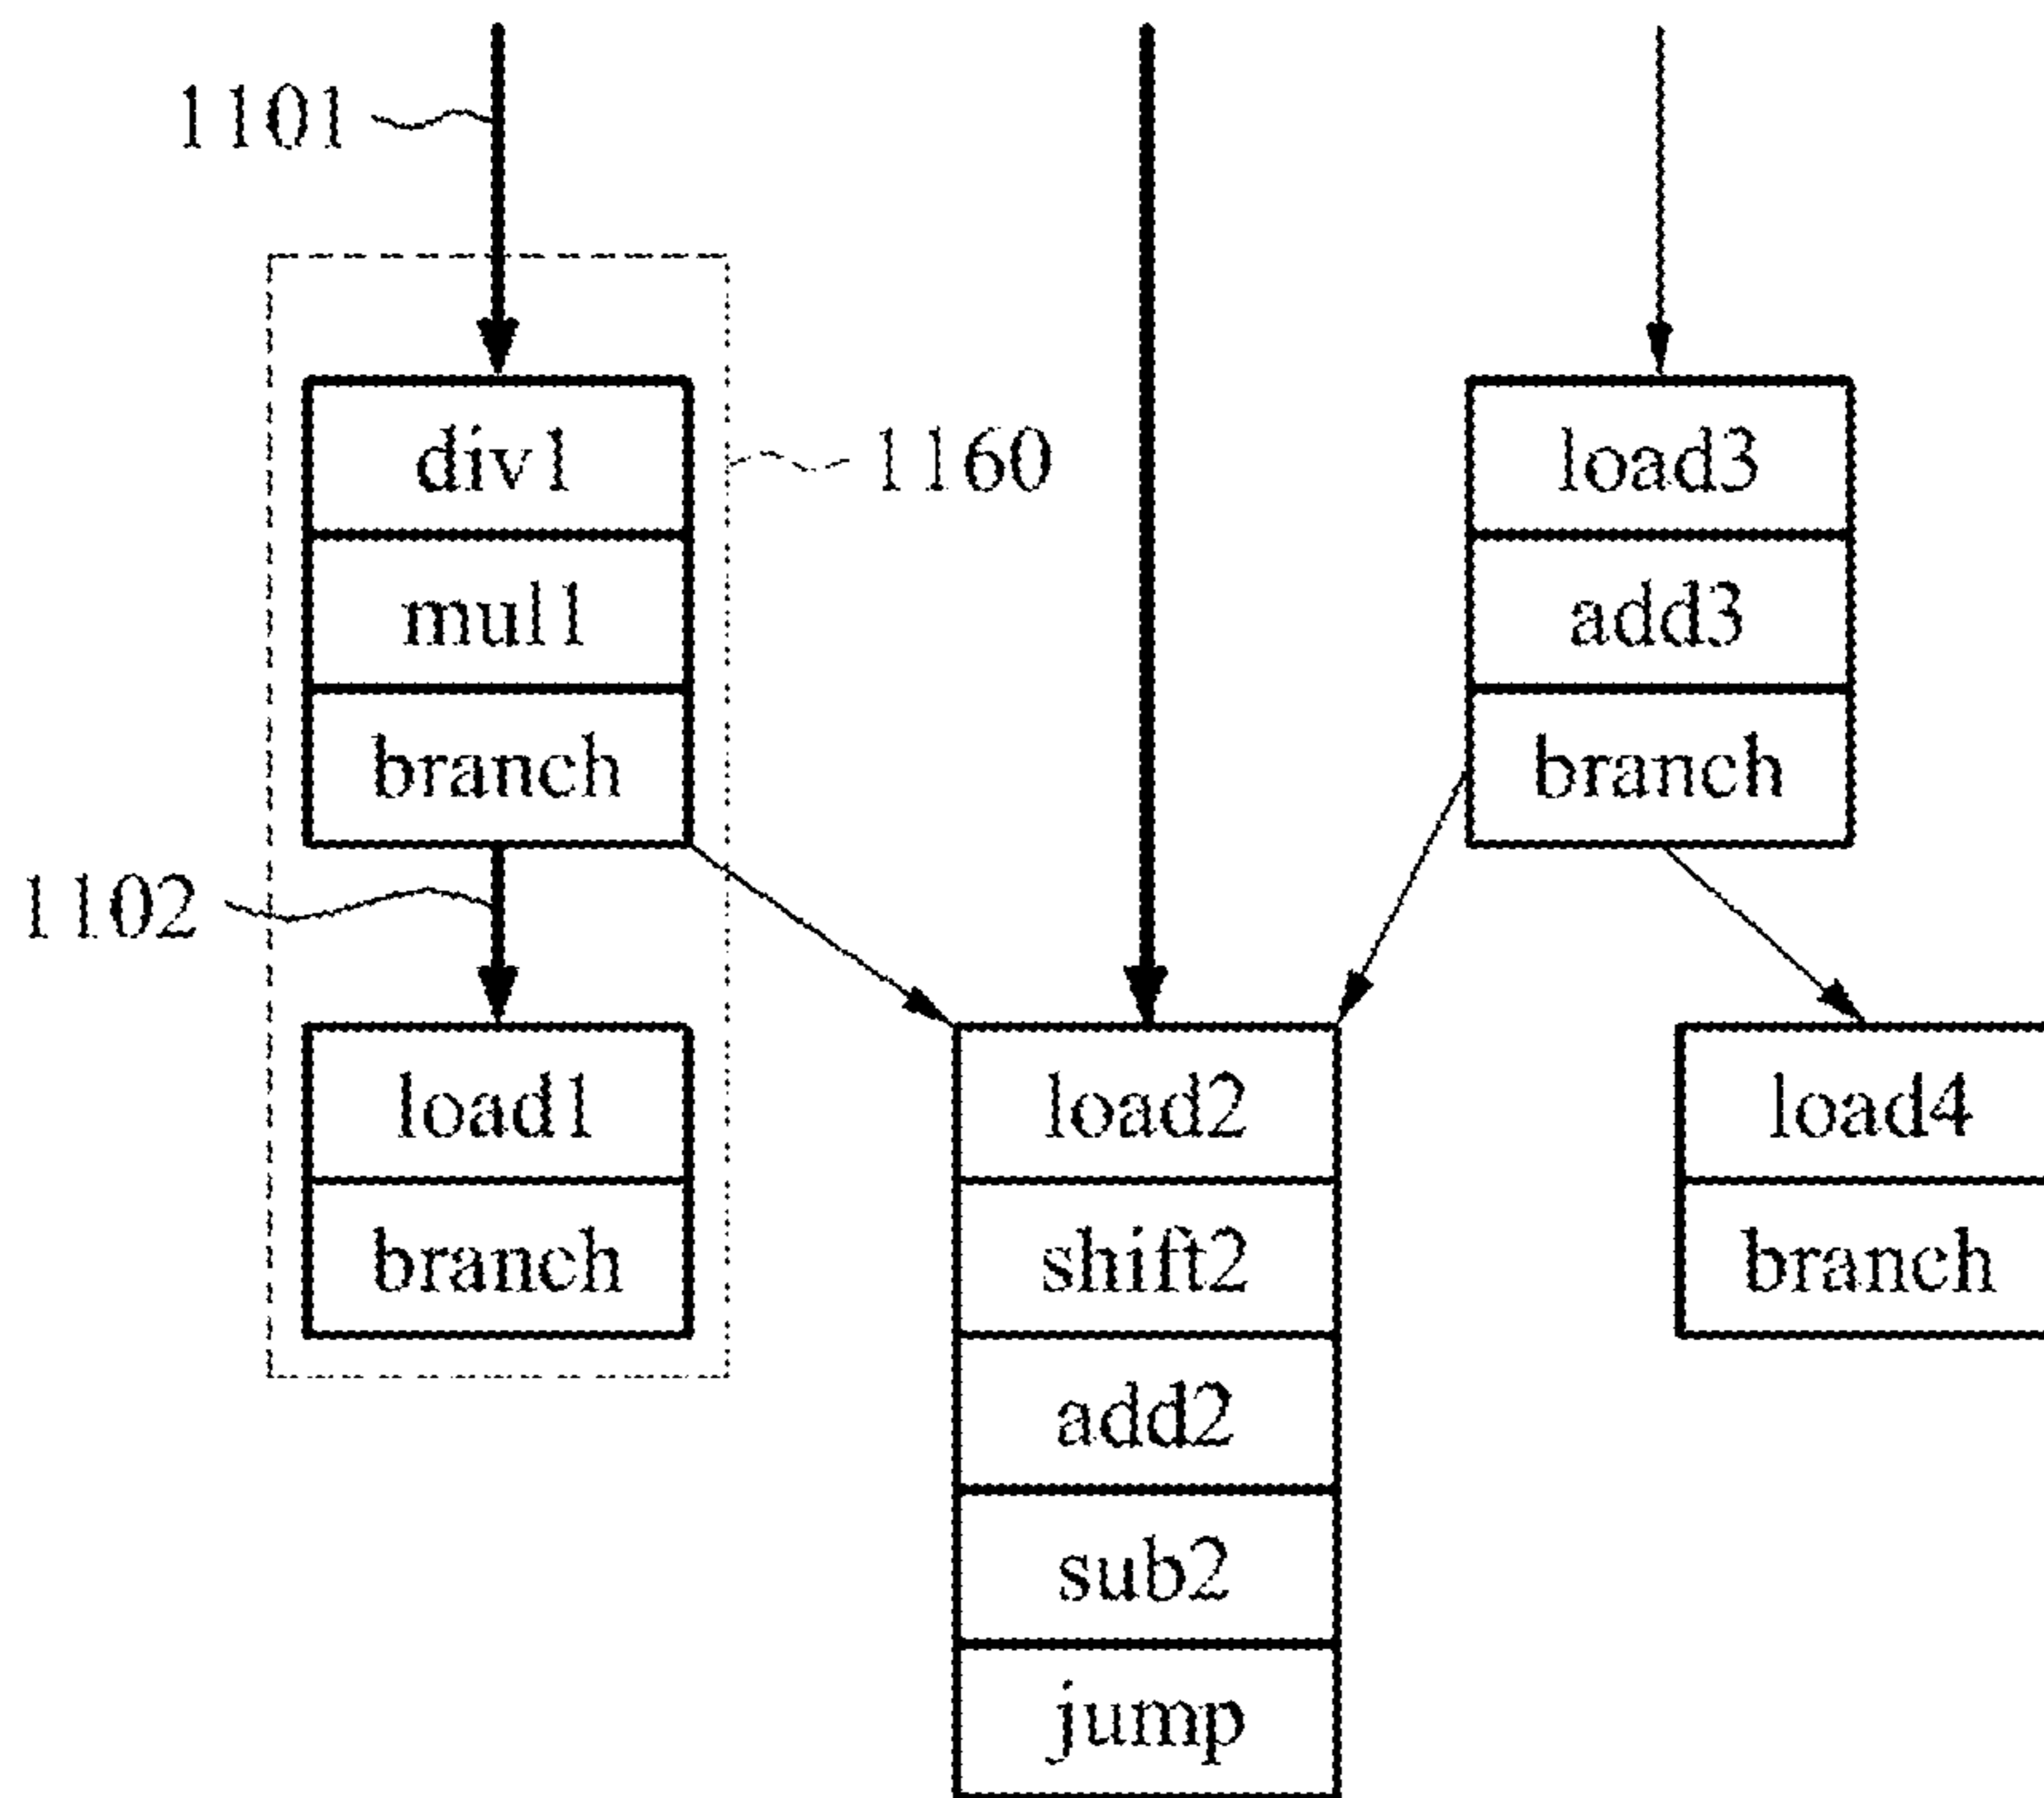 1101
div1
mul1
branch
1160
load3
add3
branch
1102
load1
branch
load2
shift2
add2
sub2
jump
load4
branch